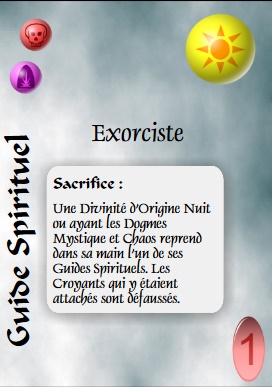 Exorciste
Guide Spirituel
Sacrifice :
Une Divinité d'Origine Nuit
ou ayant les Dogmes
Mystique et Chaos reprend
dans sa main l'un de ses
Guides Spirituels. Les
Croyants qui y étaient
attachés sont défaussés.
1